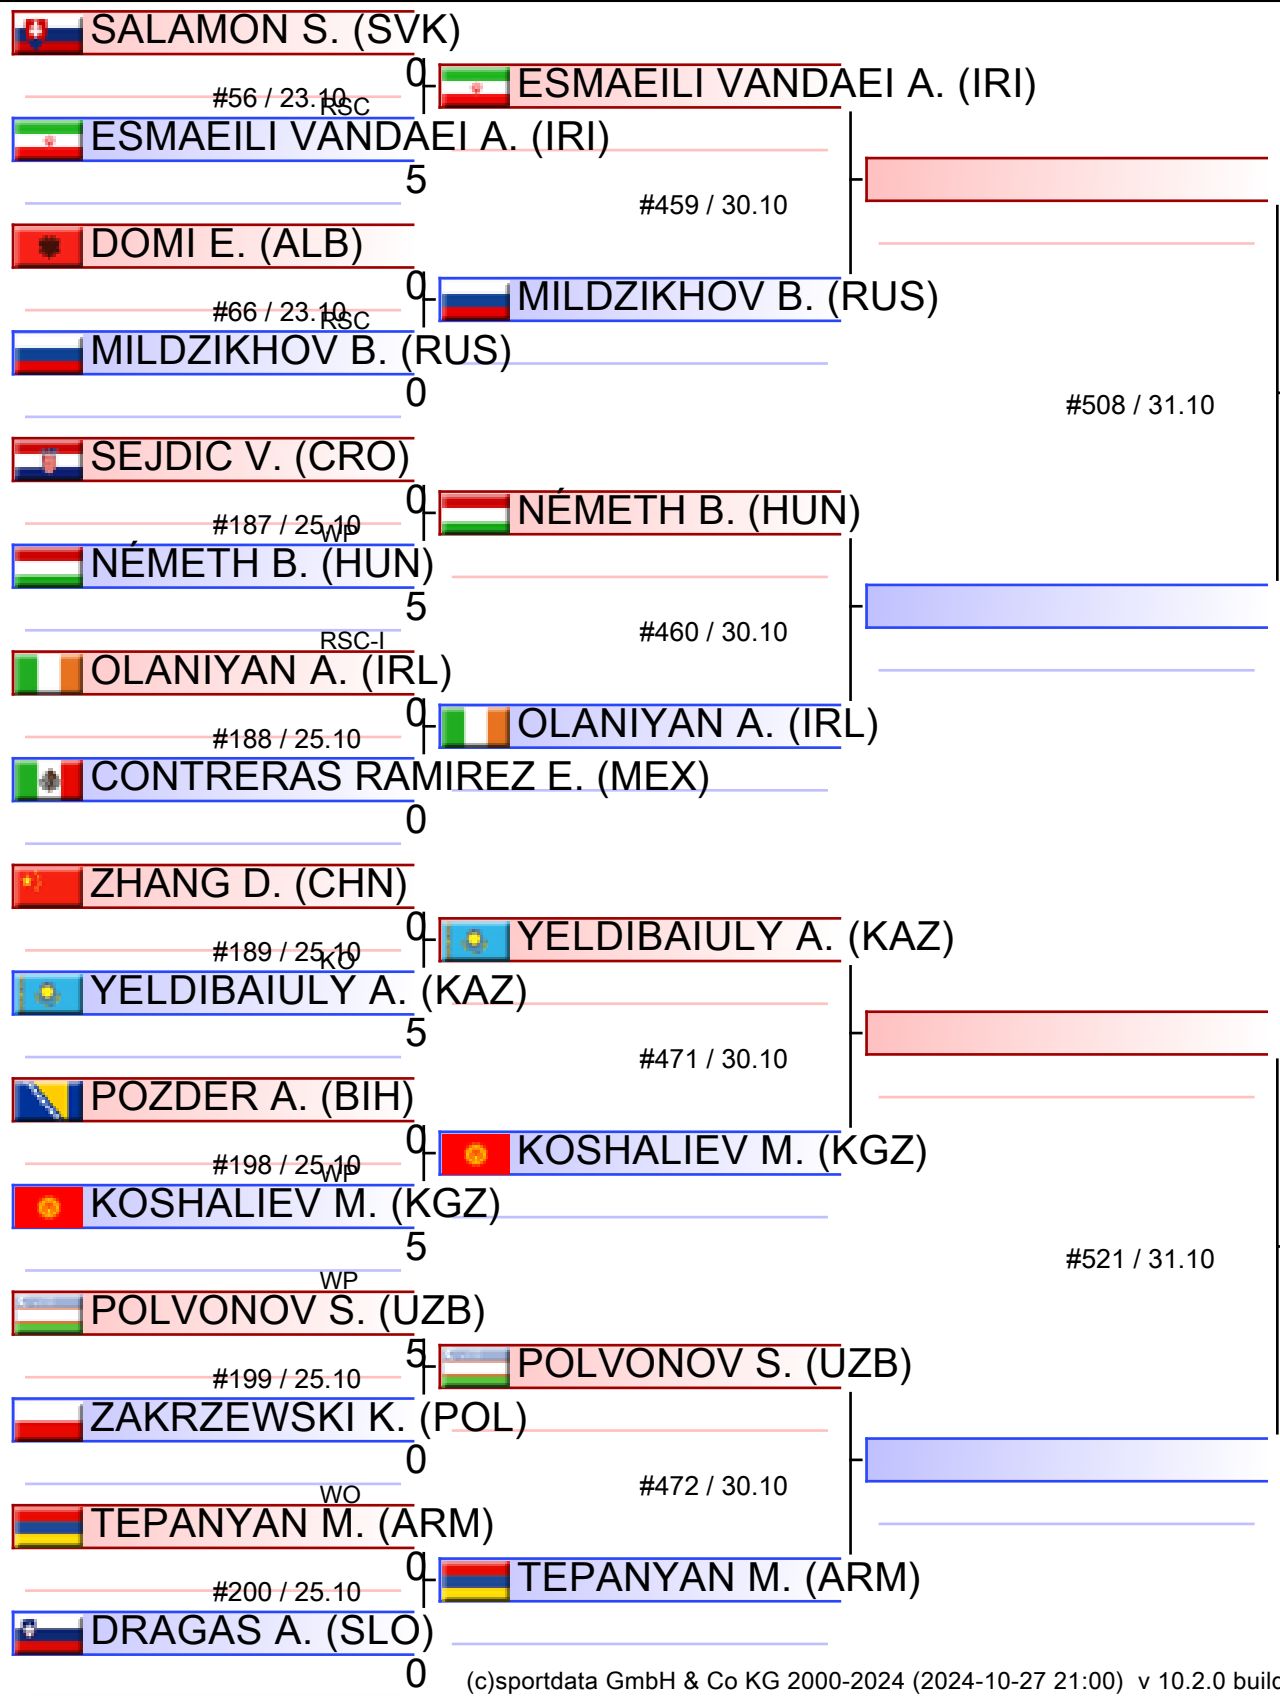 SALAMON S. (SVK)
0
#56 / 23.10
RSC
ESMAEILI VANDAEI A. (IRI)
5
ESMAEILI VANDAEI A. (IRI)
#459 / 30.10
DOMI E. (ALB)
0
#66 / 23.10
RSC
MILDZIKHOV B. (RUS)
0
MILDZIKHOV B. (RUS)
#508 / 31.10
SEJDIC V. (CRO)
0
#187 / 25.10
WP
NÉMETH B. (HUN)
5
NÉMETH B. (HUN)
#460 / 30.10
RSC-I
OLANIYAN A. (IRL)
0
#188 / 25.10
CONTRERAS RAMIREZ E. (MEX)
0
OLANIYAN A. (IRL)
ZHANG D. (CHN)
0
#189 / 25.10
KO
YELDIBAIULY A. (KAZ)
5
YELDIBAIULY A. (KAZ)
#471 / 30.10
POZDER A. (BIH)
0
#198 / 25.10
WP
KOSHALIEV M. (KGZ)
5
KOSHALIEV M. (KGZ)
#521 / 31.10
WP
POLVONOV S. (UZB)
5
#199 / 25.10
ZAKRZEWSKI K. (POL)
0
POLVONOV S. (UZB)
#472 / 30.10
WO
TEPANYAN M. (ARM)
0
#200 / 25.10
DRAGAS A. (SLO)
0
TEPANYAN M. (ARM)
(c)sportdata GmbH & Co KG 2000-2024 (2024-10-27 21:00) v 10.2.0 build